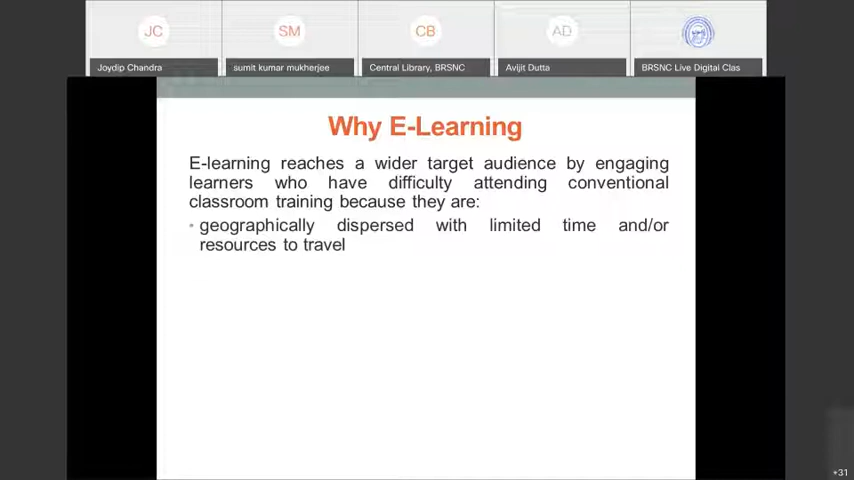 JC
SM
CB
AD
Joydip Chandra
sumit kumar mukherjee
Central Library, BRSNC
Avijit Dutta
BRSNC Live Digital Clas
Why E-Learning
E-learning reaches a wider target audience by engaging
learners who have difficulty attending conventional
classroom training because they are:
• geographically dispersed with limited time and/or
resources to travel
+31